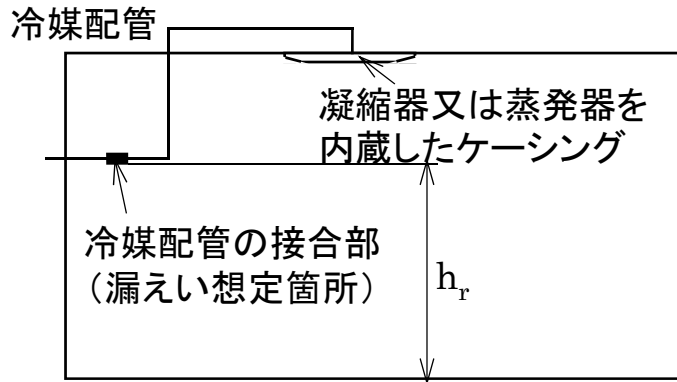 冷媒配管
凝縮器又は蒸発器を
内蔵したケーシング
冷媒配管の接合部
（漏えい想定箇所）
hr